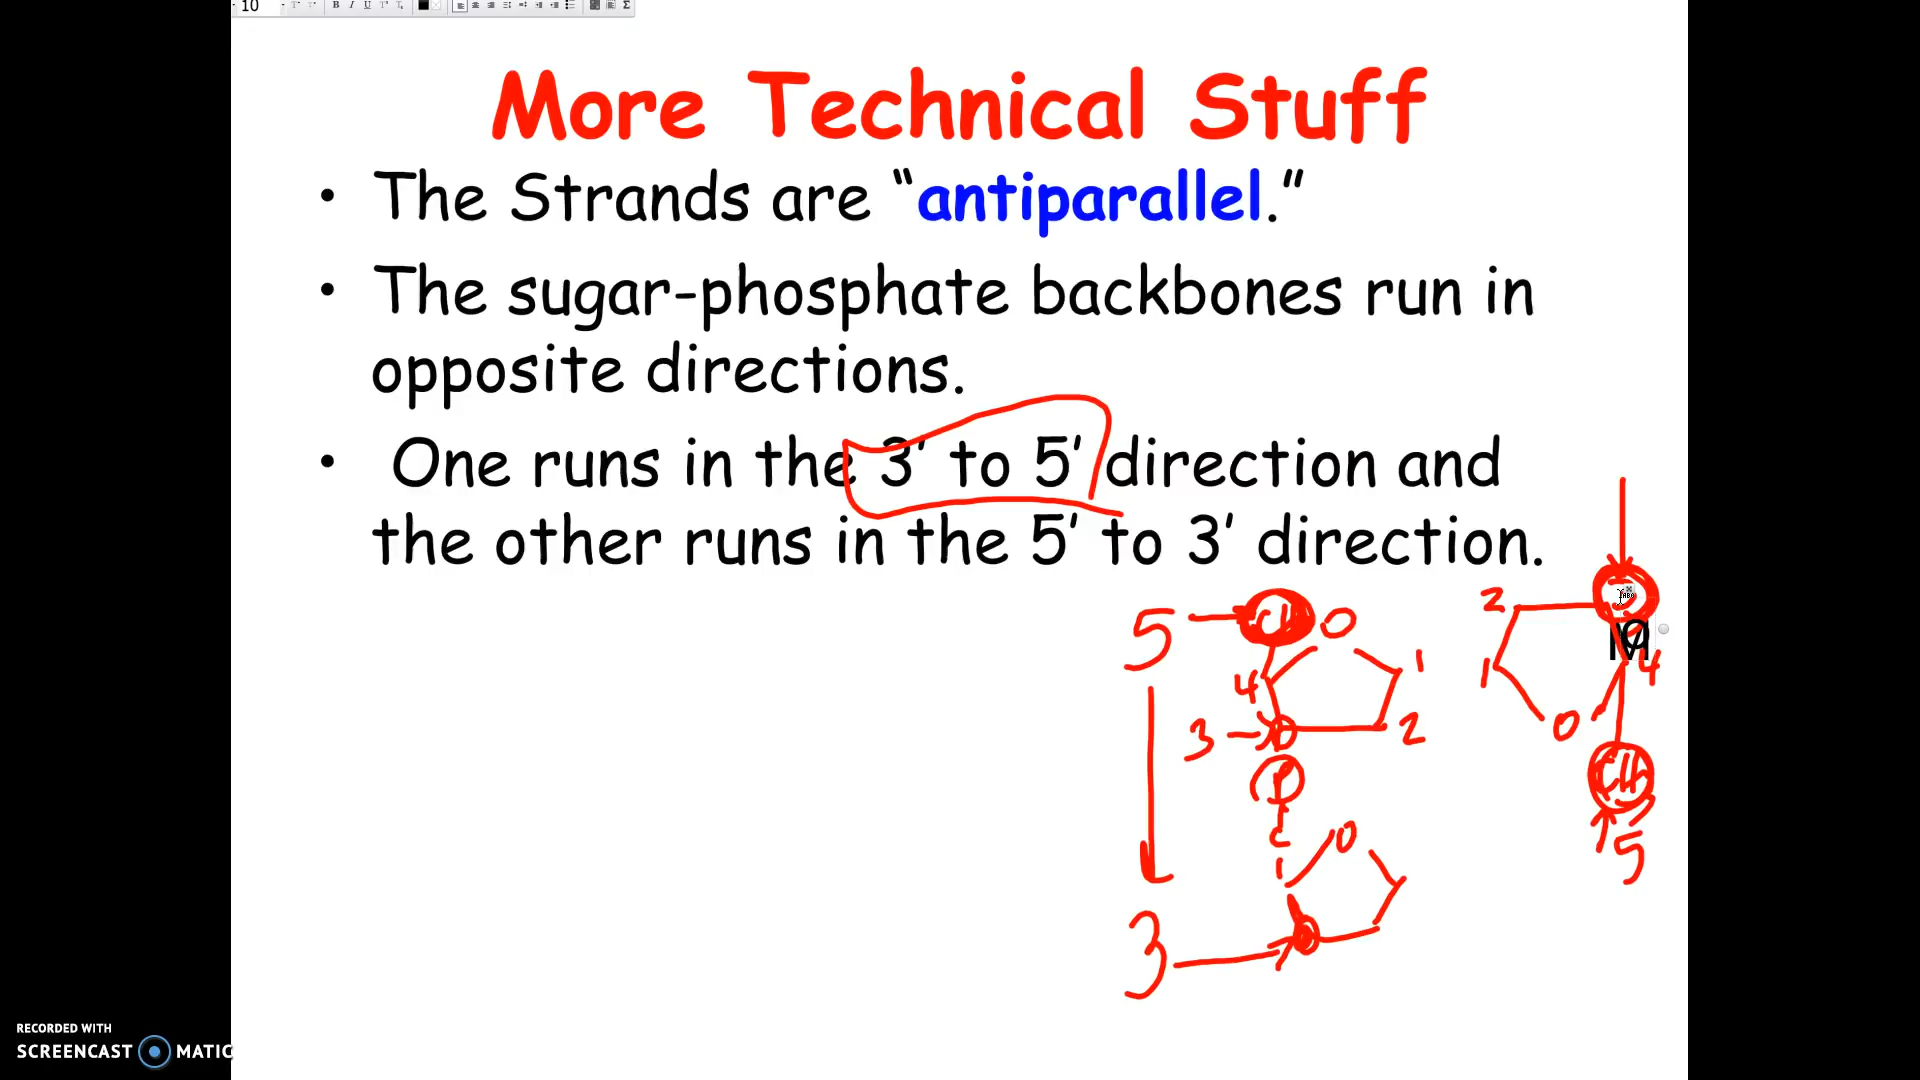 10
B I U
More Technical Stuff
• The Strands are “antiparallel.”
• The sugar-phosphate backbones run in
opposite directions.
• One runs in the 3’ to 5’ direction and
the other runs in the 5’ to 3’ direction.
5 O
4 1
3 2
P
C
O
3
2
1 4
O
5
RECORDED WITH
SCREENCAST MATIC